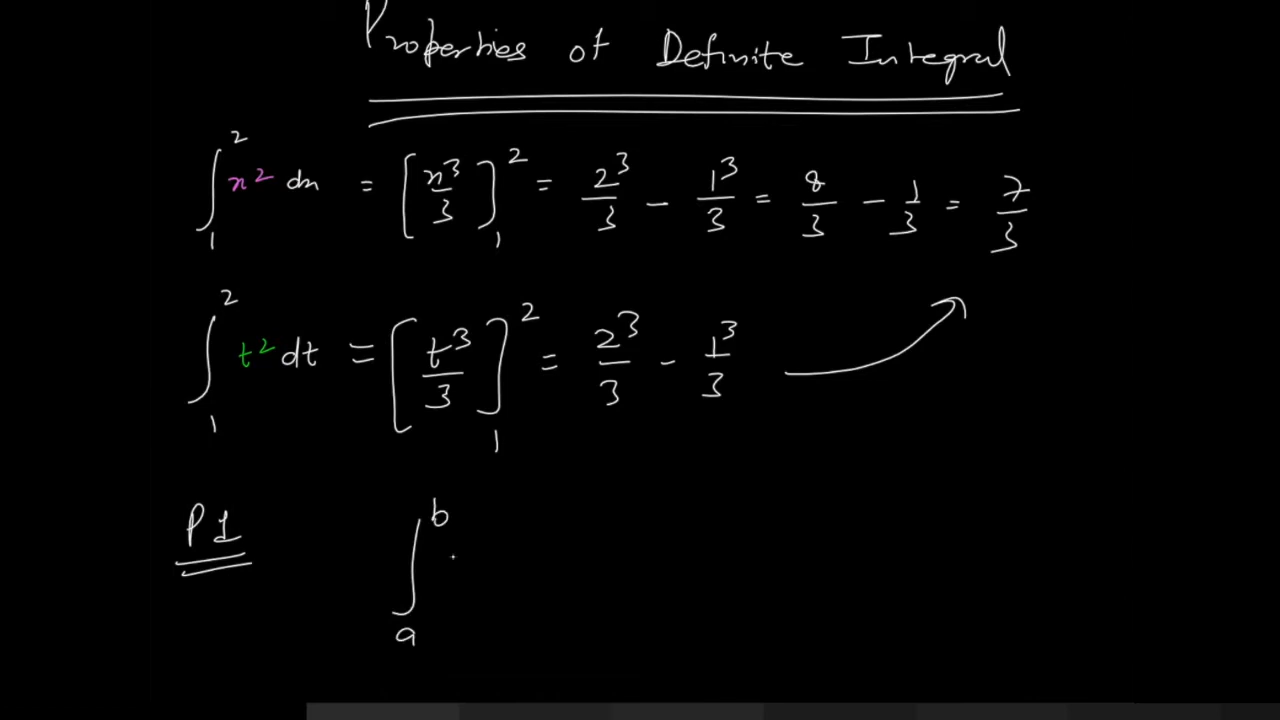 Properties of Definite Integral
∫₁² x² dx = [x³/3]₁² = 2³/3 - 1³/3 = 8/3 - 1/3 = 7/3
∫₁² t² dt = [t³/3]₁² = 2³/3 - 1³/3
P1 ∫ₐᵇ